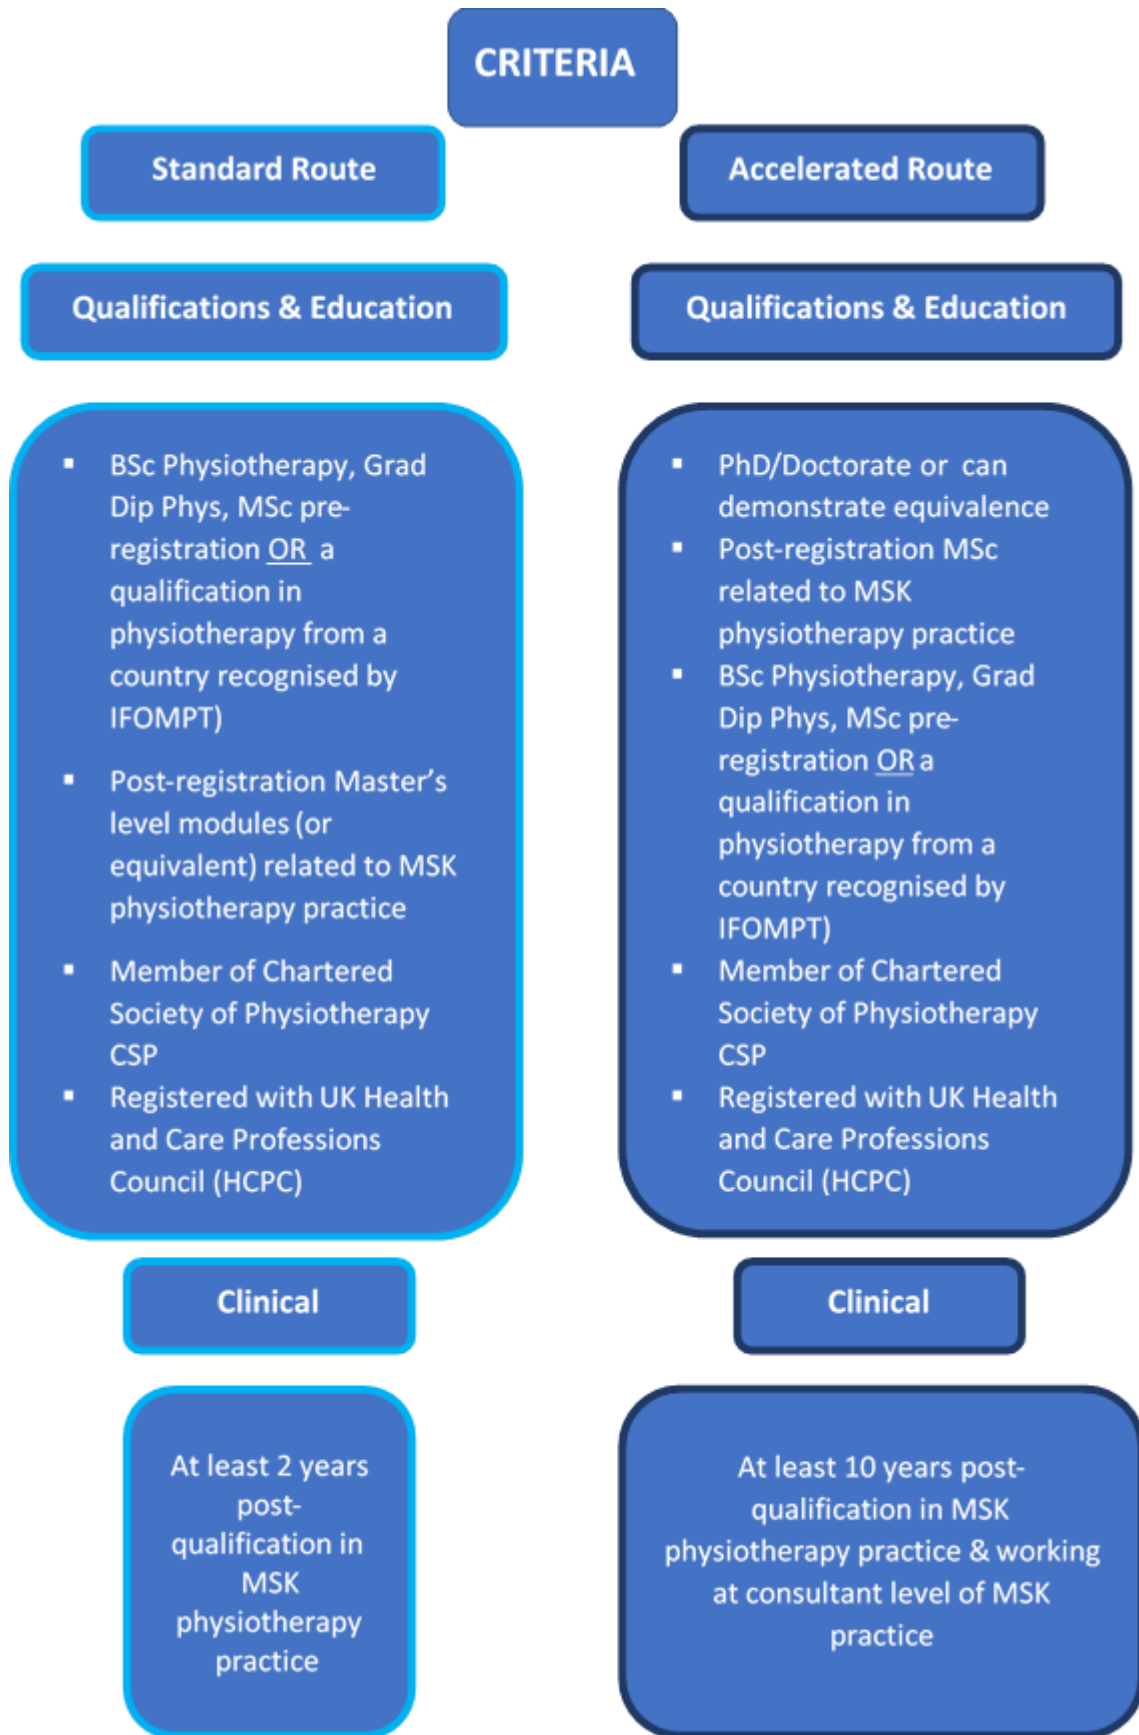 CRITERIA
Standard Route
Accelerated Route
Qualifications & Education
Qualifications & Education
▪ BSc Physiotherapy, Grad
Dip Phys, MSc pre-
registration OR a
qualification in
physiotherapy from a
country recognised by
IFOMPT)
▪ Post-registration Master’s
level modules (or
equivalent) related to MSK
physiotherapy practice
▪ Member of Chartered
Society of Physiotherapy
CSP
▪ Registered with UK Health
and Care Professions
Council (HCPC)
▪ PhD/Doctorate or can
demonstrate equivalence
▪ Post-registration MSc
related to MSK
physiotherapy practice
▪ BSc Physiotherapy, Grad
Dip Phys, MSc pre-
registration OR a
qualification in
physiotherapy from a
country recognised by
IFOMPT)
▪ Member of Chartered
Society of Physiotherapy
CSP
▪ Registered with UK Health
and Care Professions
Council (HCPC)
Clinical
Clinical
At least 2 years
post-
qualification in
MSK
physiotherapy
practice
At least 10 years post-
qualification in MSK
physiotherapy practice & working
at consultant level of MSK
practice